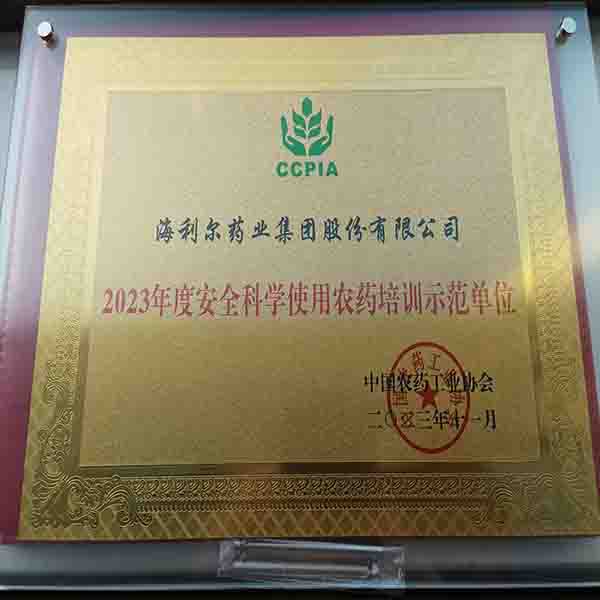 CCPIA
海利尔药业集团股份有限公司
2023年度安全科学使用农药培训示范单位
中国农药工业协会
二〇二三年十一月